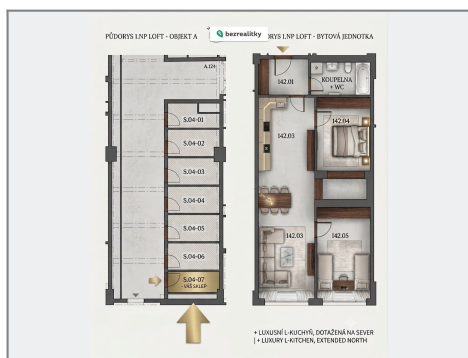 PŮDORYS 1.NP LOFT - OBJEKT A
bezrealitky
DORYS 1.NP LOFT - BYTOVÁ JEDNOTKA
A.124
142.01
KOUPELNA
+ WC
S.04-01
142.03
142.04
S.04-02
S.04-03
S.04-04
S.04-05
142.03
142.05
S.04-06
S.04-07
- VÁŠ SKLEP
+ LUXUSNÍ L-KUCHYŇ, DOTAŽENÁ NA SEVER
| + LUXURY L-KITCHEN, EXTENDED NORTH